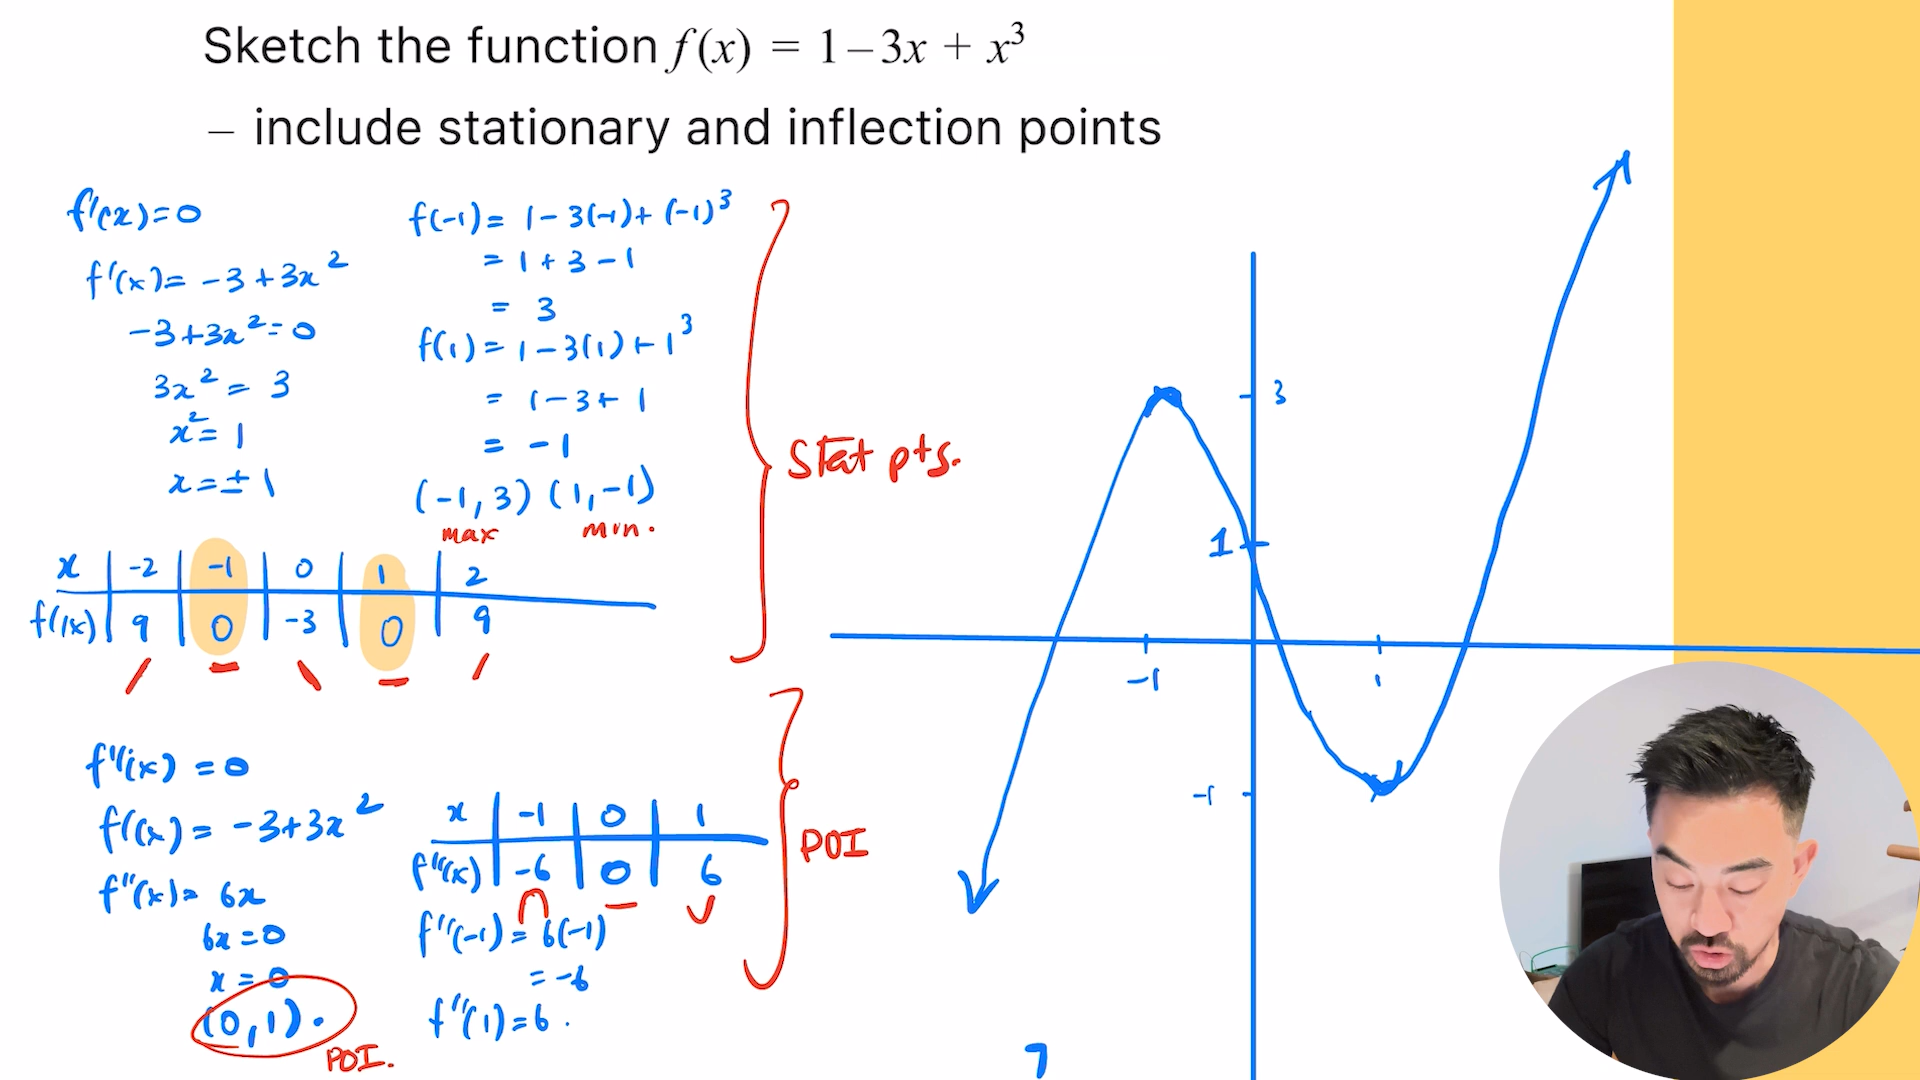 Sketch the function f(x) = 1–3x + x³
– include stationary and inflection points
f'(x)=0
f'(x)= -3+3x²
-3+3x²=0
3x² = 3
x²= 1
x=±1
f(-1)= 1-3(-1)+(-1)³
= 1+3-1
= 3
f(1)= 1-3(1)+1³
= 1-3+1
= -1
(-1,3) (1,-1)
max min.
Stat pts.
x | -2 | -1 | 0 | 1 | 2
f'(x) | 9 | 0 | -3 | 0 | 9
f''(x) =0
f'(x)= -3+3x²
f''(x)= 6x
6x=0
x=0
(0,1).
POI.
x | -1 | 0 | 1
f''(x) | -6 | 0 | 6
f''(-1)= 6(-1)
= -6
f''(1)=6.
POI
3
1
-1
1
-1